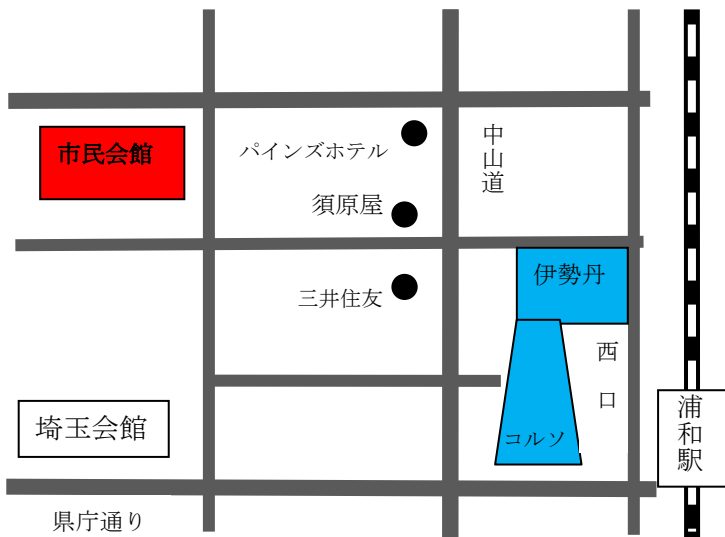 市民会館
パインズホテル
中山道
須原屋
伊勢丹
三井住友
西口
埼玉会館
コルソ
浦和駅
県庁通り